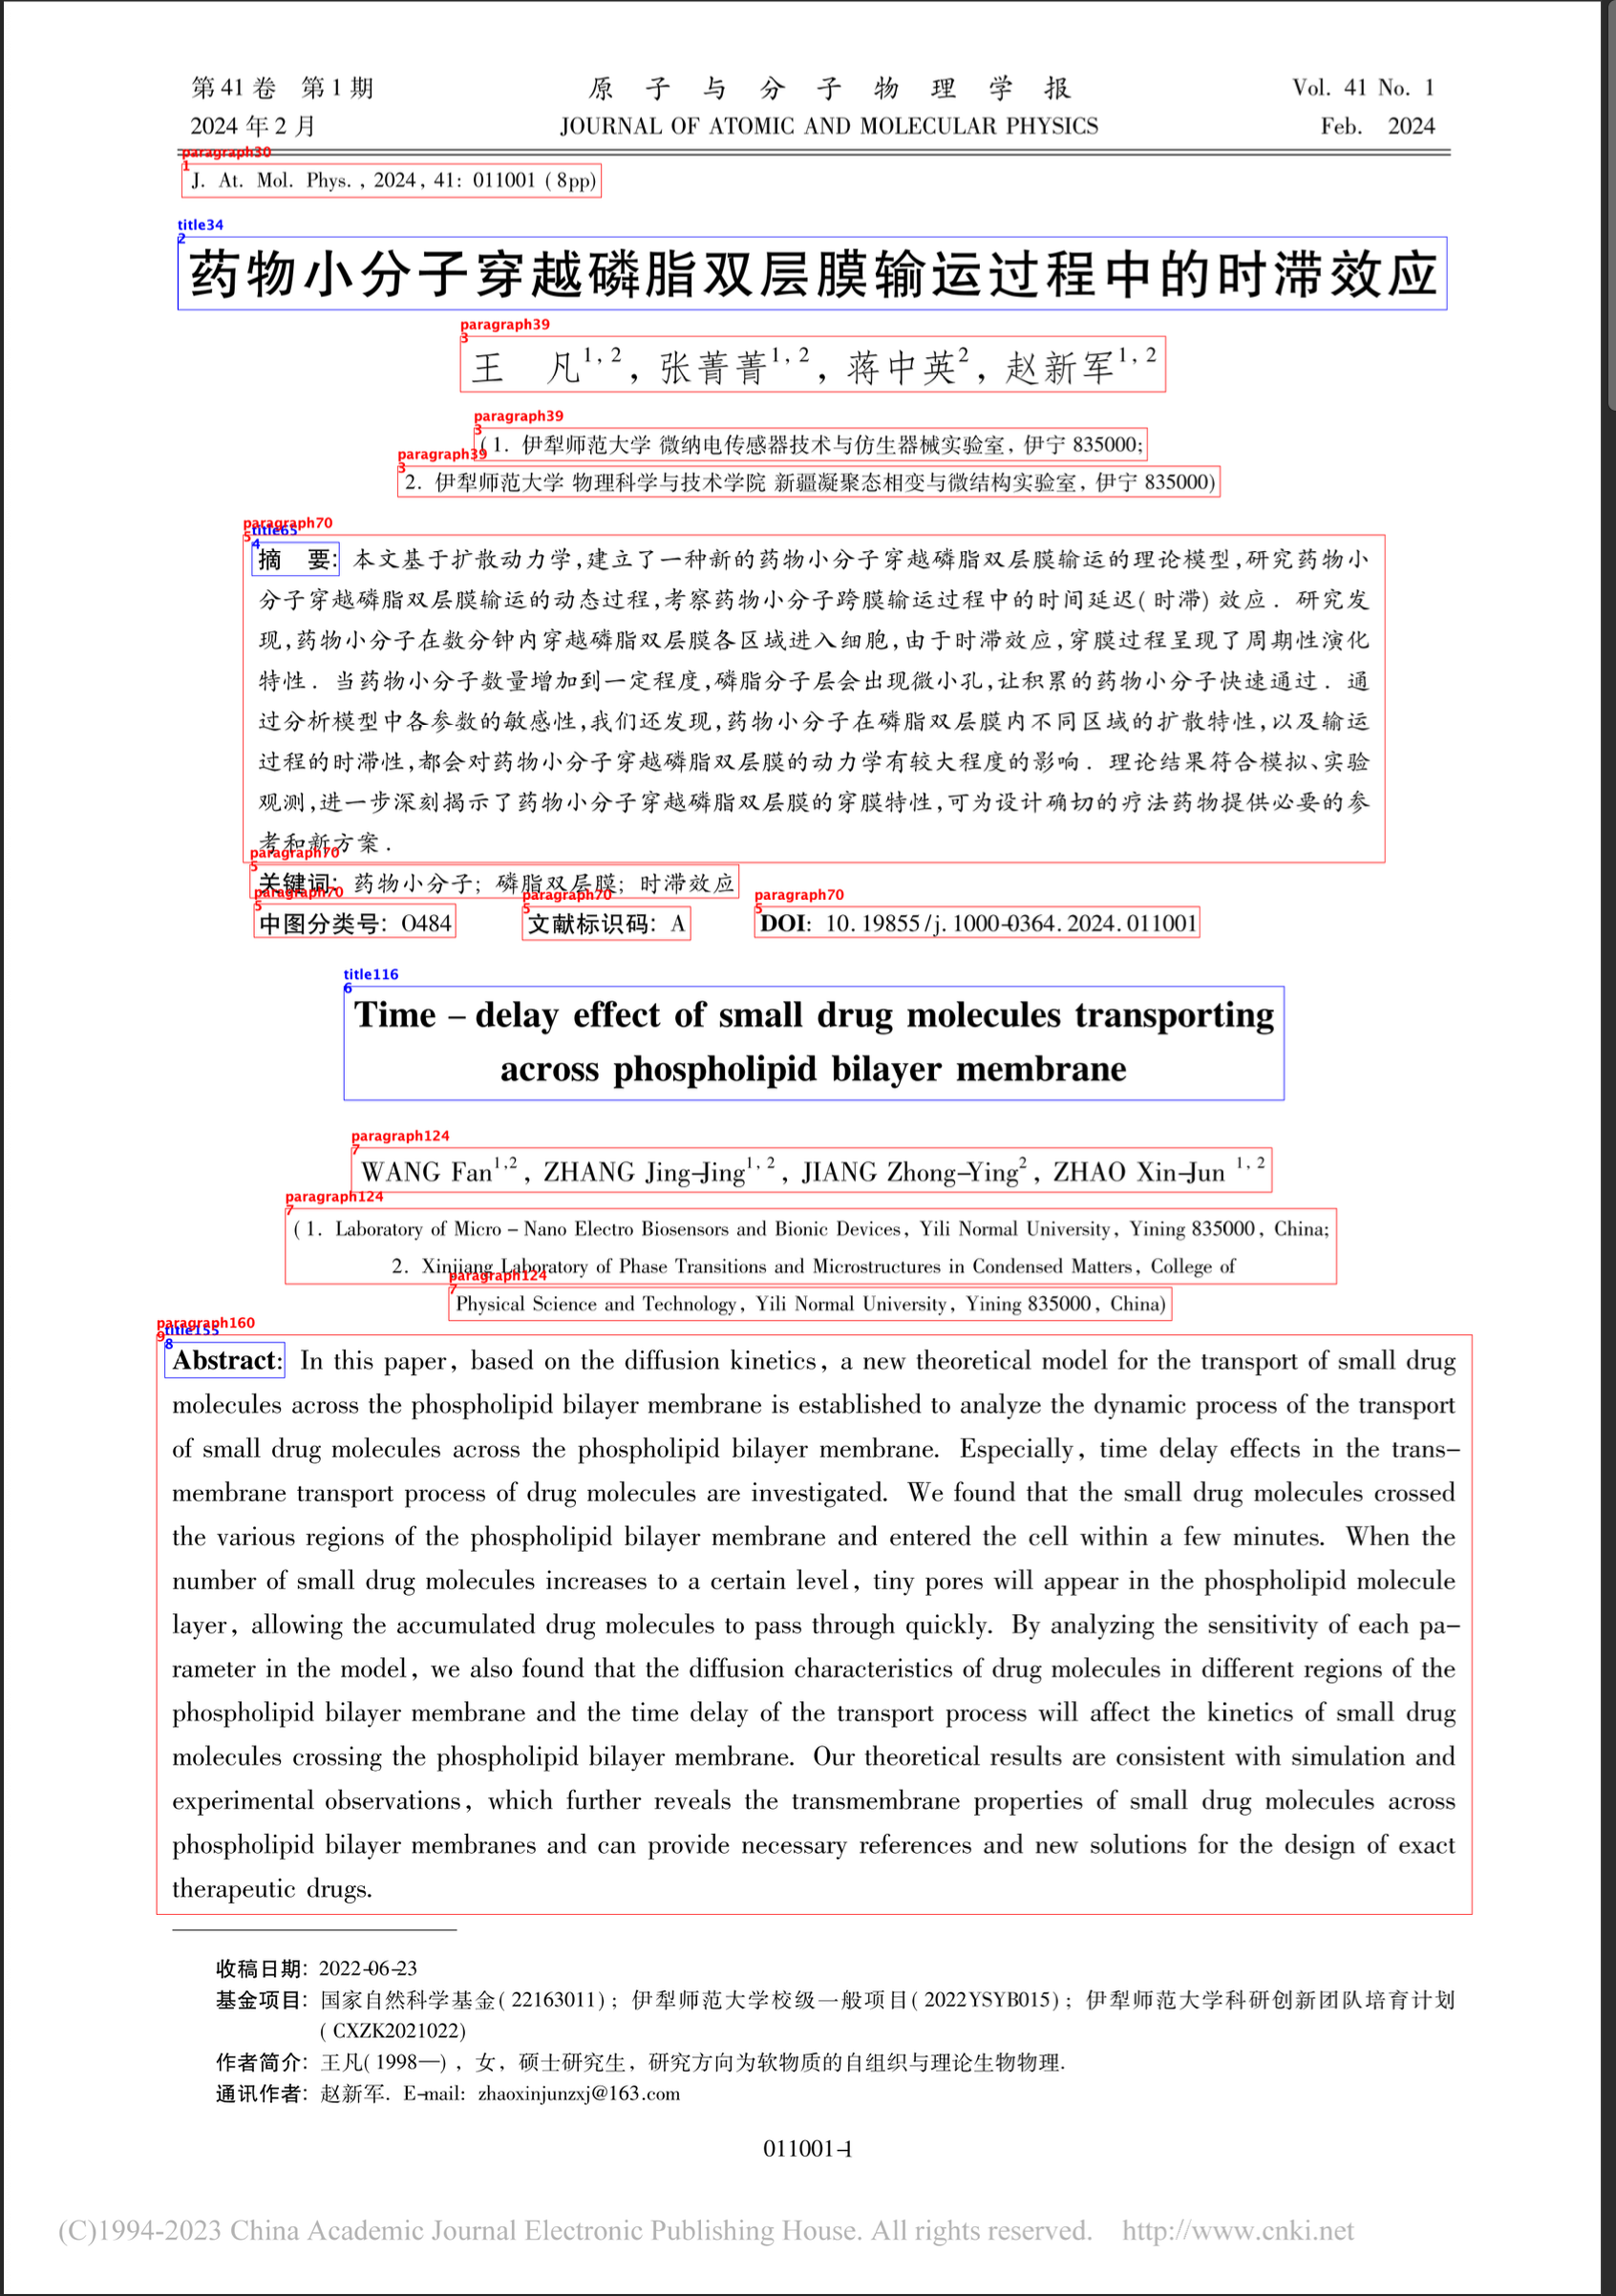 第 41 卷 第 1 期 原子与分子物理学报 Vol. 41 No. 1
2024 年 2 月 JOURNAL OF ATOMIC AND MOLECULAR PHYSICS Feb. 2024
paragraph30
1
J. At. Mol. Phys., 2024, 41: 011001 (8pp)
title34
2
药物小分子穿越磷脂双层膜输运过程中的时滞效应
paragraph39
3
王 凡1, 2, 张菁菁1, 2, 蒋中英2, 赵新军1, 2
paragraph39
3
(1. 伊犁师范大学 微纳电传感器技术与仿生器械实验室, 伊宁 835000;
paragraph39
3
2. 伊犁师范大学 物理科学与技术学院 新疆凝聚态相变与微结构实验室, 伊宁 835000)
paragraph70
5
title65
4
摘 要: 本文基于扩散动力学,建立了一种新的药物小分子穿越磷脂双层膜输运的理论模型,研究药物小
分子穿越磷脂双层膜输运的动态过程,考察药物小分子跨膜输运过程中的时间延迟(时滞)效应. 研究发
现,药物小分子在数分钟内穿越磷脂双层膜各区域进入细胞,由于时滞效应,穿膜过程呈现了周期性演化
特性. 当药物小分子数量增加到一定程度,磷脂分子层会出现微小孔,让积累的药物小分子快速通过. 通
过分析模型中各参数的敏感性,我们还发现,药物小分子在磷脂双层膜内不同区域的扩散特性,以及输运
过程的时滞性,都会对药物小分子穿越磷脂双层膜的动力学有较大程度的影响. 理论结果符合模拟、实验
观测,进一步深刻揭示了药物小分子穿越磷脂双层膜的穿膜特性,可为设计确切的疗法药物提供必要的参
考和新方案.
paragraph70
5
关键词: 药物小分子; 磷脂双层膜; 时滞效应
paragraph70 paragraph70 paragraph70
5 5 5
中图分类号: O484 文献标识码: A DOI: 10.19855/j.1000-0364.2024.011001
title116
6
Time – delay effect of small drug molecules transporting
across phospholipid bilayer membrane
paragraph124
7
WANG Fan1,2, ZHANG Jing-Jing1, 2, JIANG Zhong-Ying2, ZHAO Xin-Jun 1, 2
paragraph124
7
(1. Laboratory of Micro – Nano Electro Biosensors and Bionic Devices, Yili Normal University, Yining 835000, China;
2. Xinjiang Laboratory of Phase Transitions and Microstructures in Condensed Matters, College of
paragraph124
7
Physical Science and Technology, Yili Normal University, Yining 835000, China)
paragraph160
9
title155
8
Abstract: In this paper, based on the diffusion kinetics, a new theoretical model for the transport of small drug
molecules across the phospholipid bilayer membrane is established to analyze the dynamic process of the transport
of small drug molecules across the phospholipid bilayer membrane. Especially, time delay effects in the trans-
membrane transport process of drug molecules are investigated. We found that the small drug molecules crossed
the various regions of the phospholipid bilayer membrane and entered the cell within a few minutes. When the
number of small drug molecules increases to a certain level, tiny pores will appear in the phospholipid molecule
layer, allowing the accumulated drug molecules to pass through quickly. By analyzing the sensitivity of each pa-
rameter in the model, we also found that the diffusion characteristics of drug molecules in different regions of the
phospholipid bilayer membrane and the time delay of the transport process will affect the kinetics of small drug
molecules crossing the phospholipid bilayer membrane. Our theoretical results are consistent with simulation and
experimental observations, which further reveals the transmembrane properties of small drug molecules across
phospholipid bilayer membranes and can provide necessary references and new solutions for the design of exact
therapeutic drugs.
收稿日期: 2022-06-23
基金项目: 国家自然科学基金(22163011); 伊犁师范大学校级一般项目(2022YSYB015); 伊犁师范大学科研创新团队培育计划
(CXZK2021022)
作者简介: 王凡(1998—), 女, 硕士研究生, 研究方向为软物质的自组织与理论生物物理.
通讯作者: 赵新军. E-mail: zhaoxinjunzxj@163.com
011001-1
(C)1994-2023 China Academic Journal Electronic Publishing House. All rights reserved. http://www.cnki.net